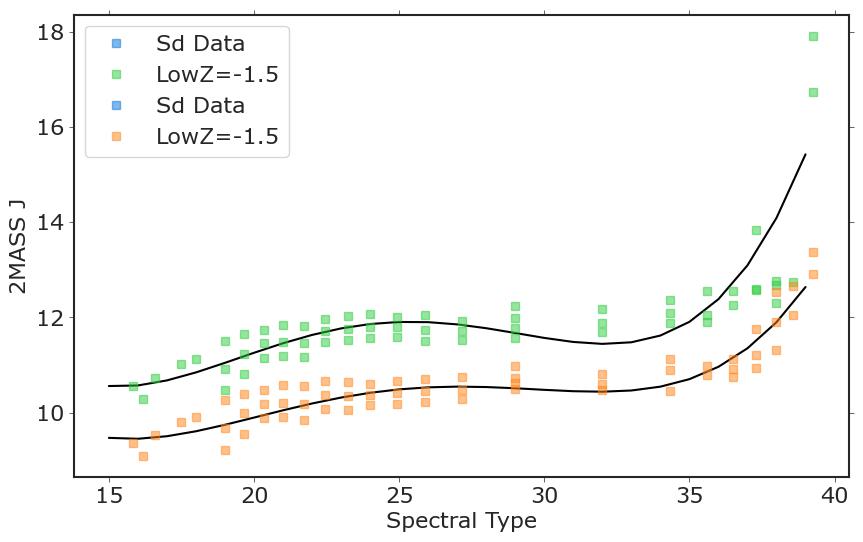 18
16
14
12
10
2MASS J
Sd Data
LowZ=-1.5
Sd Data
LowZ=-1.5
15 20 25 30 35 40
Spectral Type